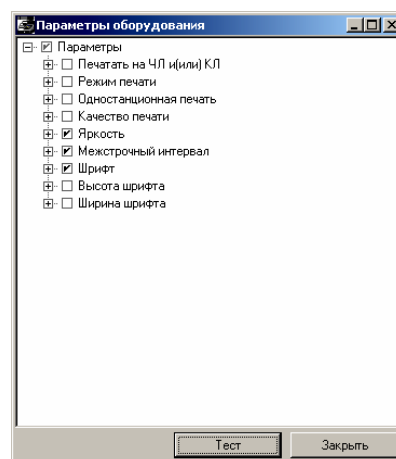 Параметры оборудования
Параметры
Печатать на ЧЛ и(или) КЛ
Режим печати
Одностанционная печать
Качество печати
Яркость
Межстрочный интервал
Шрифт
Высота шрифта
Ширина шрифта
Тест Закрыть